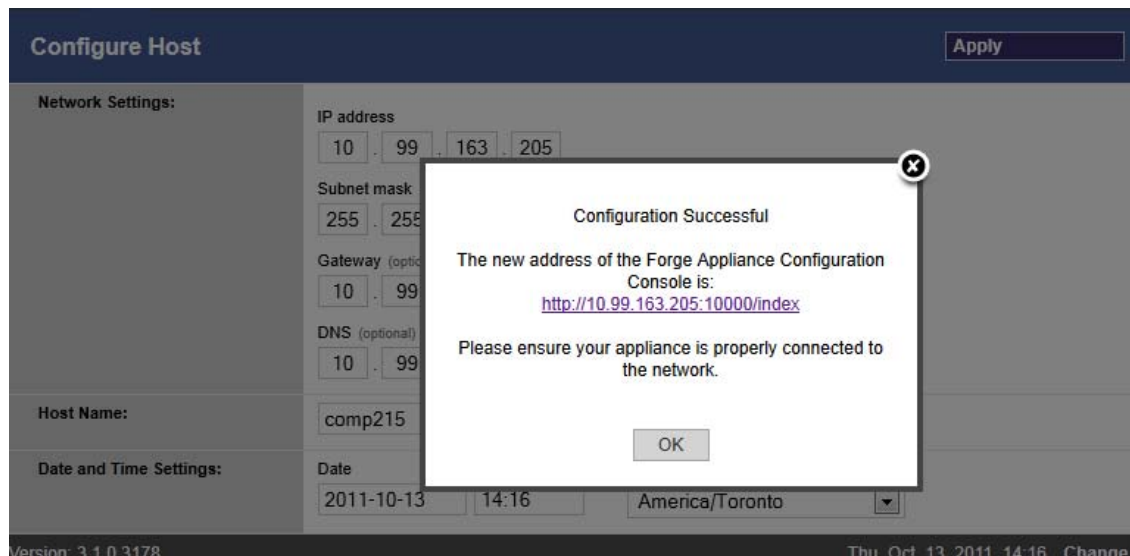 Configure Host
Apply
Network Settings:
IP address
10 . 99 . 163 . 205
Subnet mask
255 . 255
Gateway
10 . 99
DNS (optional)
10 . 99
Configuration Successful
The new address of the Forge Appliance Configuration
Console is:
http://10.99.163.205:10000/index
Please ensure your appliance is properly connected to
the network.
OK
Host Name:
comp215
Date and Time Settings:
Date
2011-10-13 14:16 America/Toronto
Version: 3.1.0.3178
Thu, Oct. 13, 2011, 14:16 Change